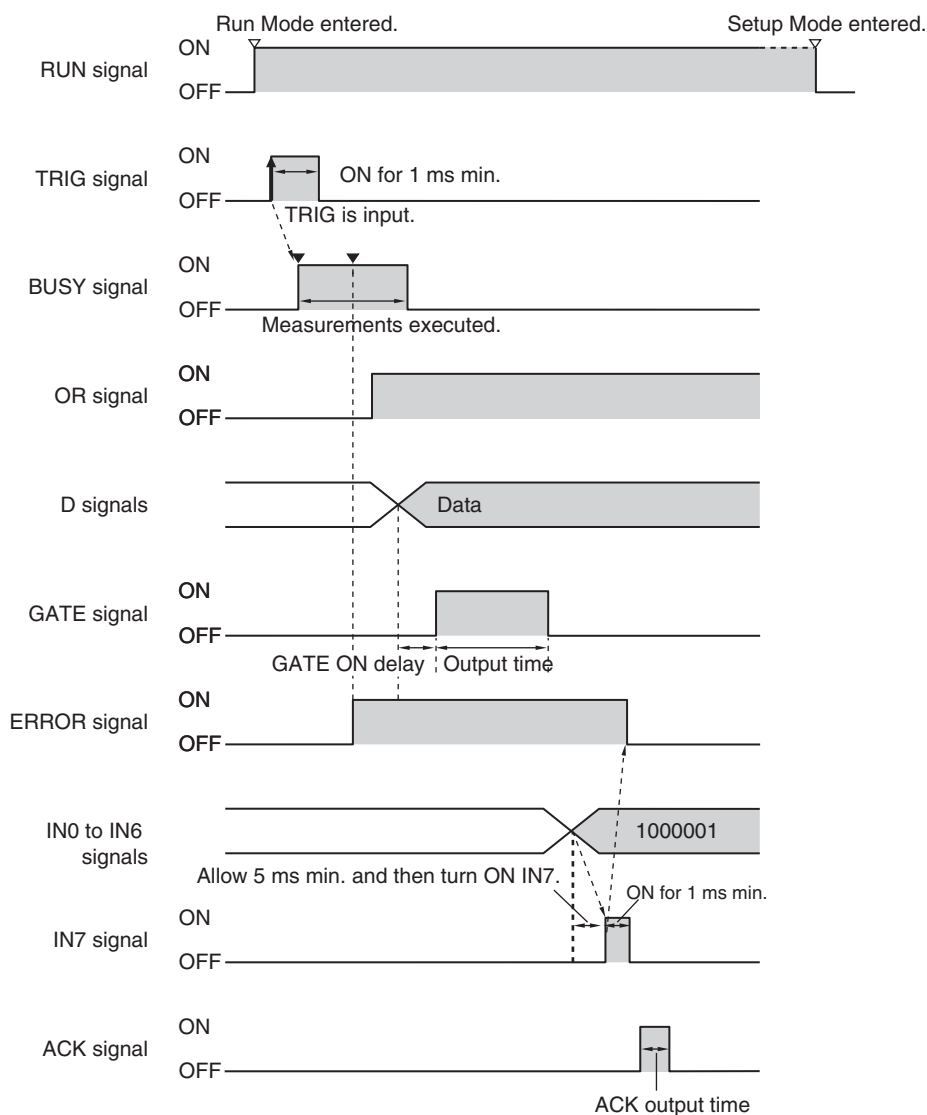 Run Mode entered. Setup Mode entered.
ON
RUN signal
OFF
ON
TRIG signal
ON for 1 ms min.
OFF
TRIG is input.
ON
BUSY signal
OFF
Measurements executed.
ON
OR signal
OFF
D signals
Data
ON
GATE signal
OFF
GATE ON delay Output time
ON
ERROR signal
OFF
IN0 to IN6
signals
1000001
Allow 5 ms min. and then turn ON IN7.
ON for 1 ms min.
ON
IN7 signal
OFF
ON
ACK signal
OFF
ACK output time